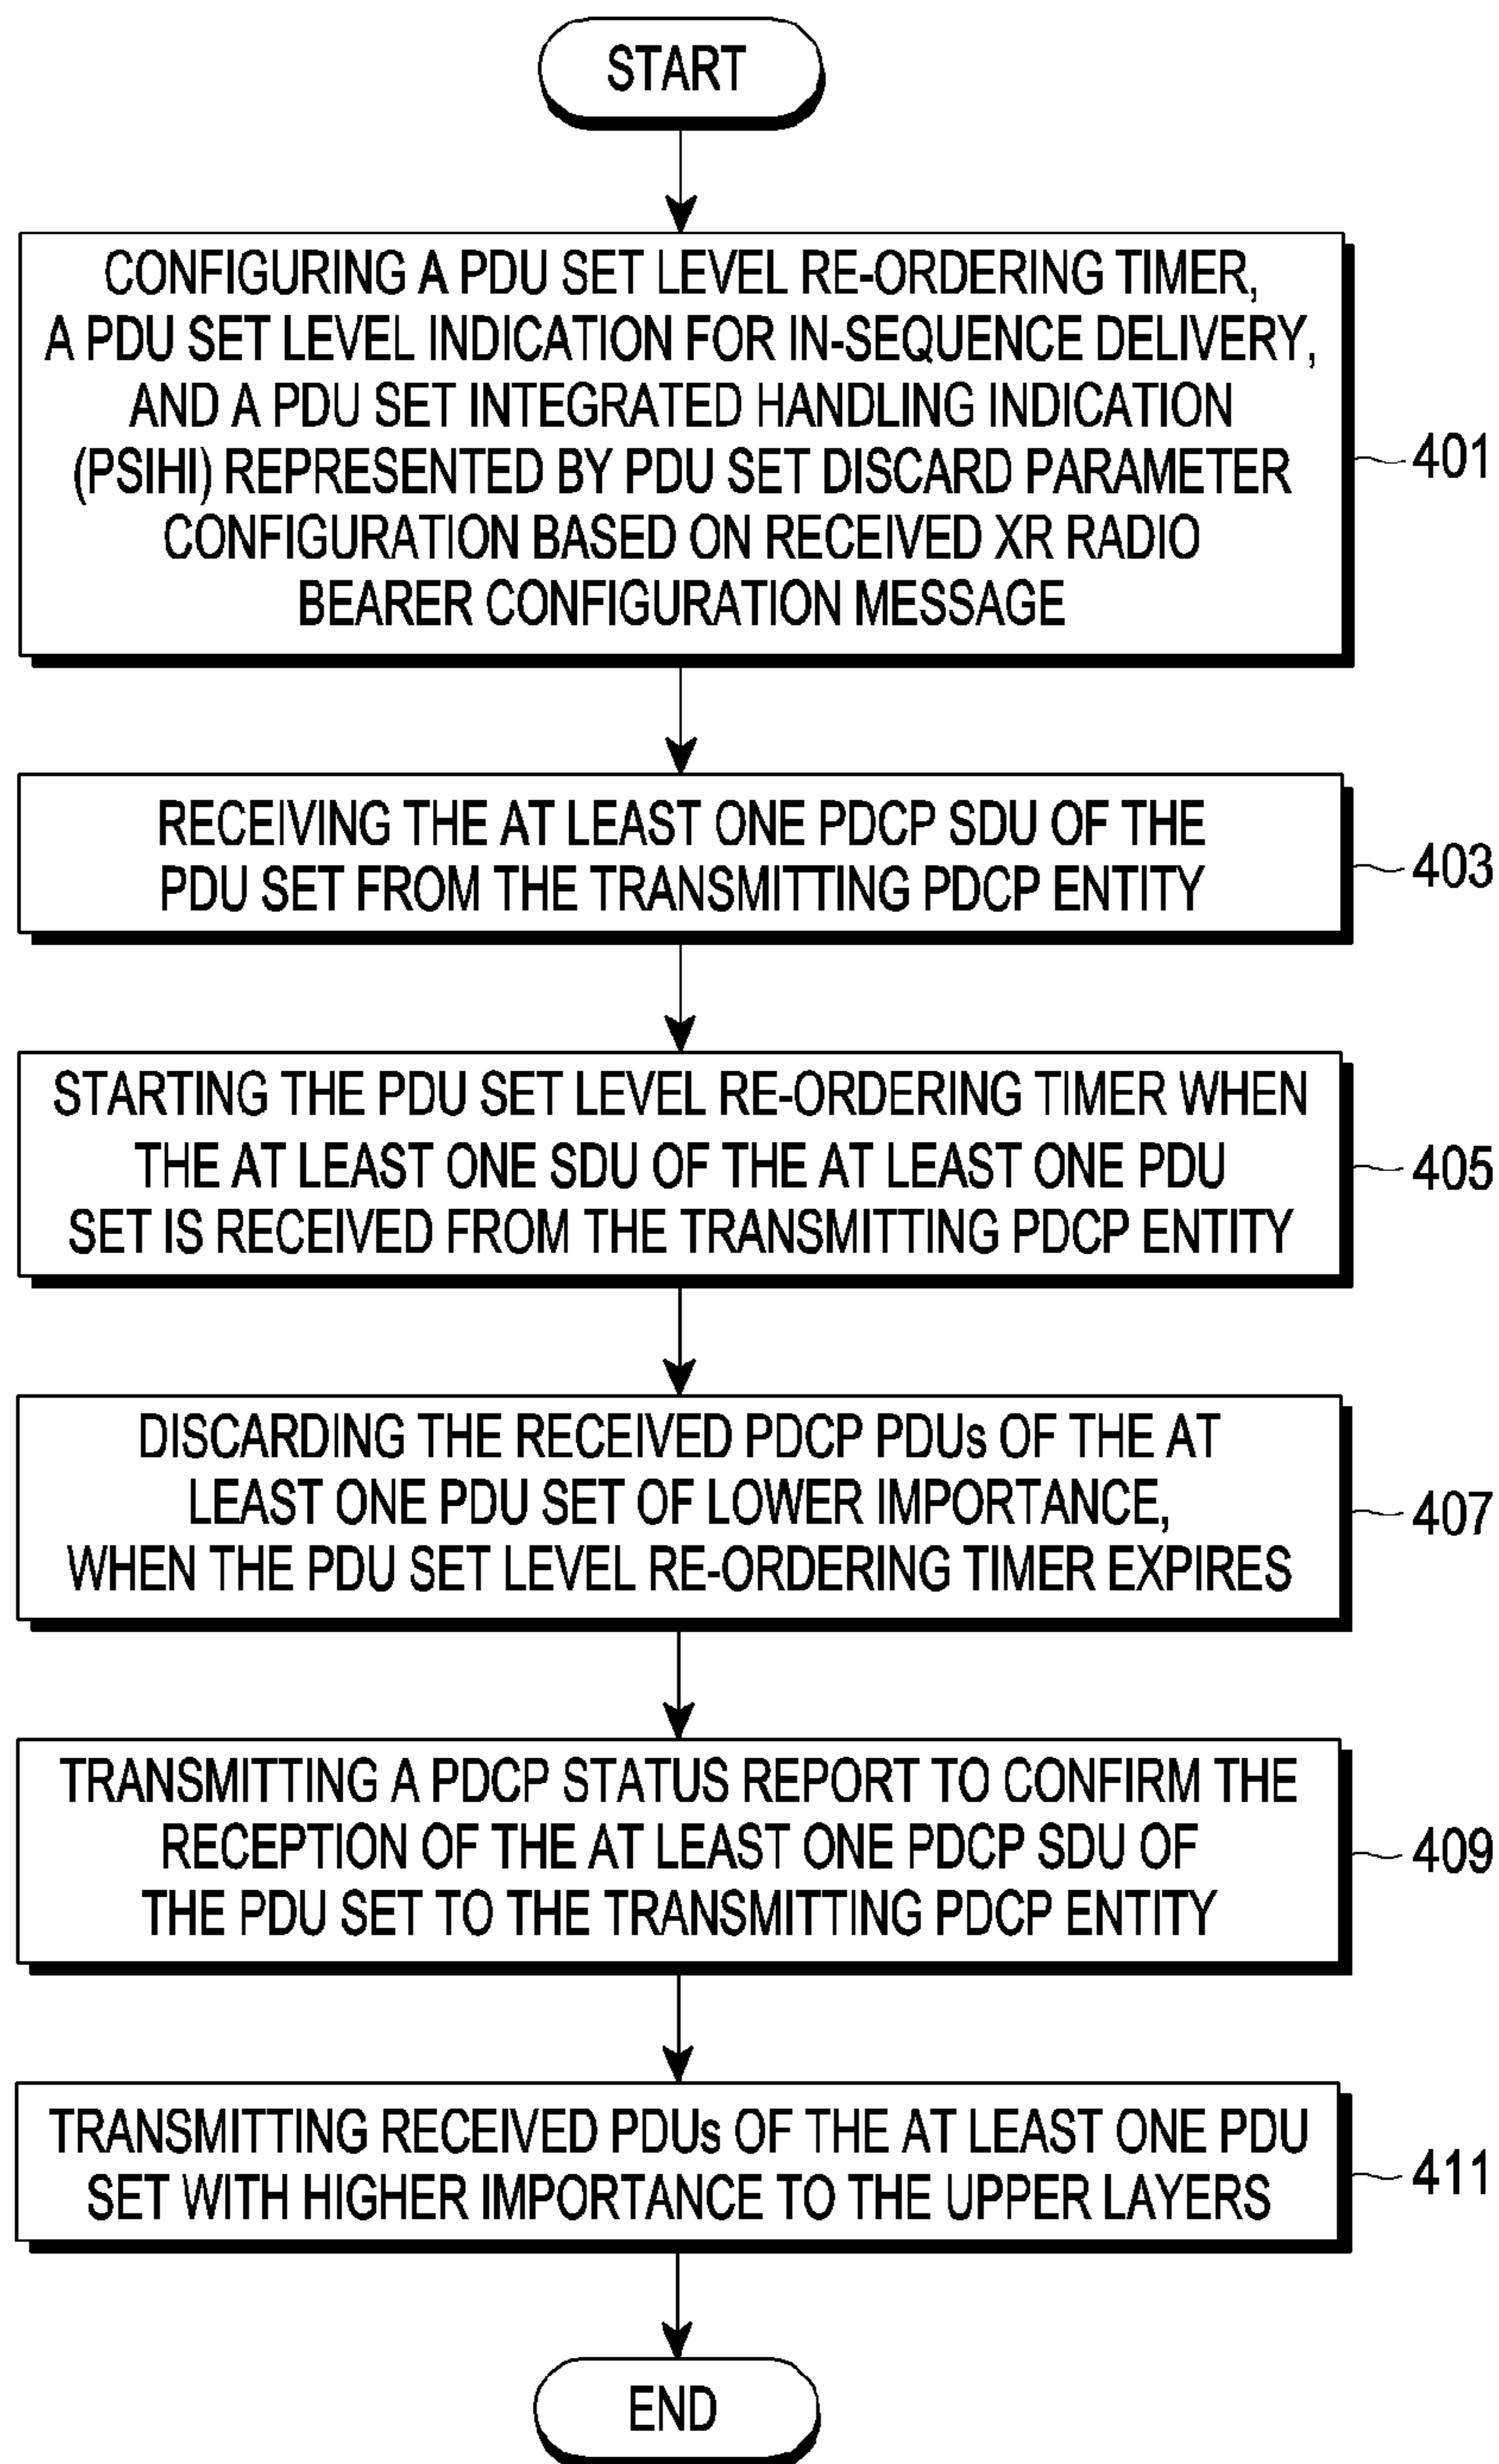 START
CONFIGURING A PDU SET LEVEL RE-ORDERING TIMER,
A PDU SET LEVEL INDICATION FOR IN-SEQUENCE DELIVERY,
AND A PDU SET INTEGRATED HANDLING INDICATION
(PSIHI) REPRESENTED BY PDU SET DISCARD PARAMETER
CONFIGURATION BASED ON RECEIVED XR RADIO
BEARER CONFIGURATION MESSAGE
401
RECEIVING THE AT LEAST ONE PDCP SDU OF THE
PDU SET FROM THE TRANSMITTING PDCP ENTITY
403
STARTING THE PDU SET LEVEL RE-ORDERING TIMER WHEN
THE AT LEAST ONE SDU OF THE AT LEAST ONE PDU
SET IS RECEIVED FROM THE TRANSMITTING PDCP ENTITY
405
DISCARDING THE RECEIVED PDCP PDUs OF THE AT
LEAST ONE PDU SET OF LOWER IMPORTANCE,
WHEN THE PDU SET LEVEL RE-ORDERING TIMER EXPIRES
407
TRANSMITTING A PDCP STATUS REPORT TO CONFIRM THE
RECEPTION OF THE AT LEAST ONE PDCP SDU OF
THE PDU SET TO THE TRANSMITTING PDCP ENTITY
409
TRANSMITTING RECEIVED PDUs OF THE AT LEAST ONE PDU
SET WITH HIGHER IMPORTANCE TO THE UPPER LAYERS
411
END